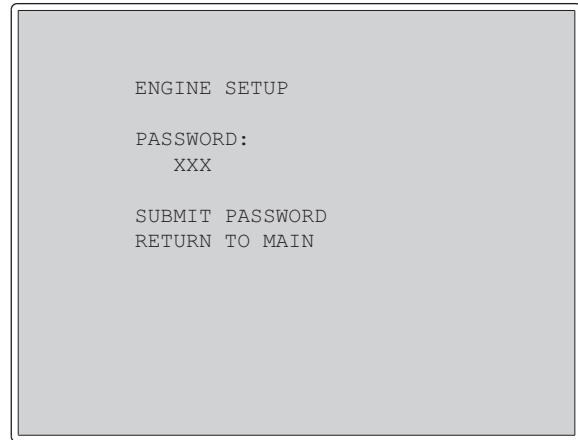 ENGINE SETUP
PASSWORD:
XXX
SUBMIT PASSWORD
RETURN TO MAIN